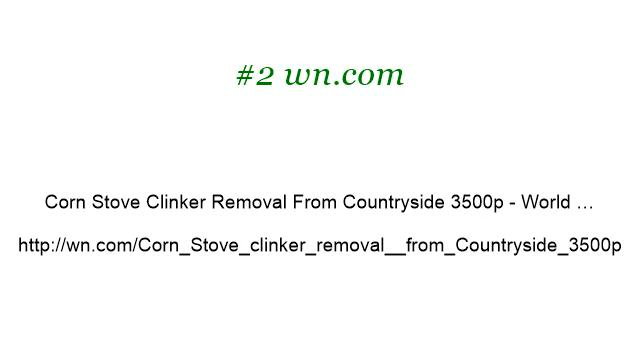 #2 wn.com
Corn Stove Clinker Removal From Countryside 3500p - World ...
http://wn.com/Corn_Stove_clinker_removal__from_Countryside_3500p